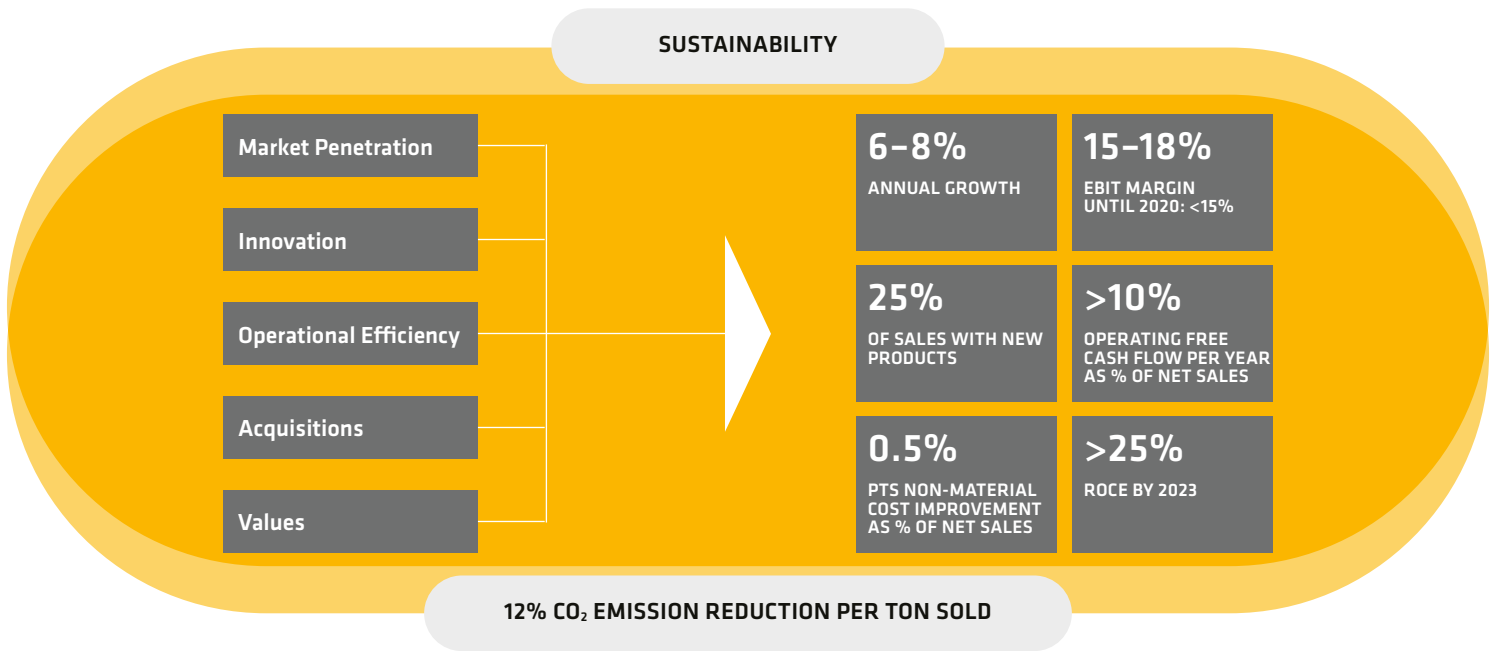 SUSTAINABILITY
Market Penetration
Innovation
Operational Efficiency
Acquisitions
Values
6–8%
ANNUAL GROWTH
15–18%
EBIT MARGIN
UNTIL 2020: <15%
25%
OF SALES WITH NEW
PRODUCTS
>10%
OPERATING FREE
CASH FLOW PER YEAR
AS % OF NET SALES
0.5%
PTS NON-MATERIAL
COST IMPROVEMENT
AS % OF NET SALES
>25%
ROCE BY 2023
12% CO₂ EMISSION REDUCTION PER TON SOLD